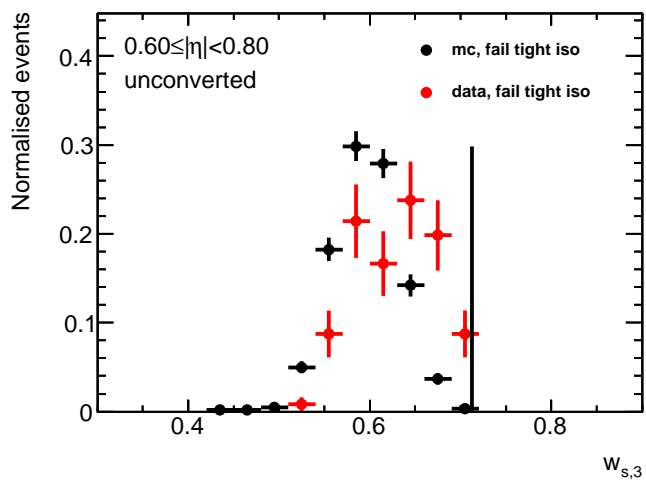 0.60≤|η|<0.80
unconverted
mc, fail tight iso
data, fail tight iso
Normalised events
0.4
0.3
0.2
0.1
0
0.4
0.6
0.8
w_{s,3}